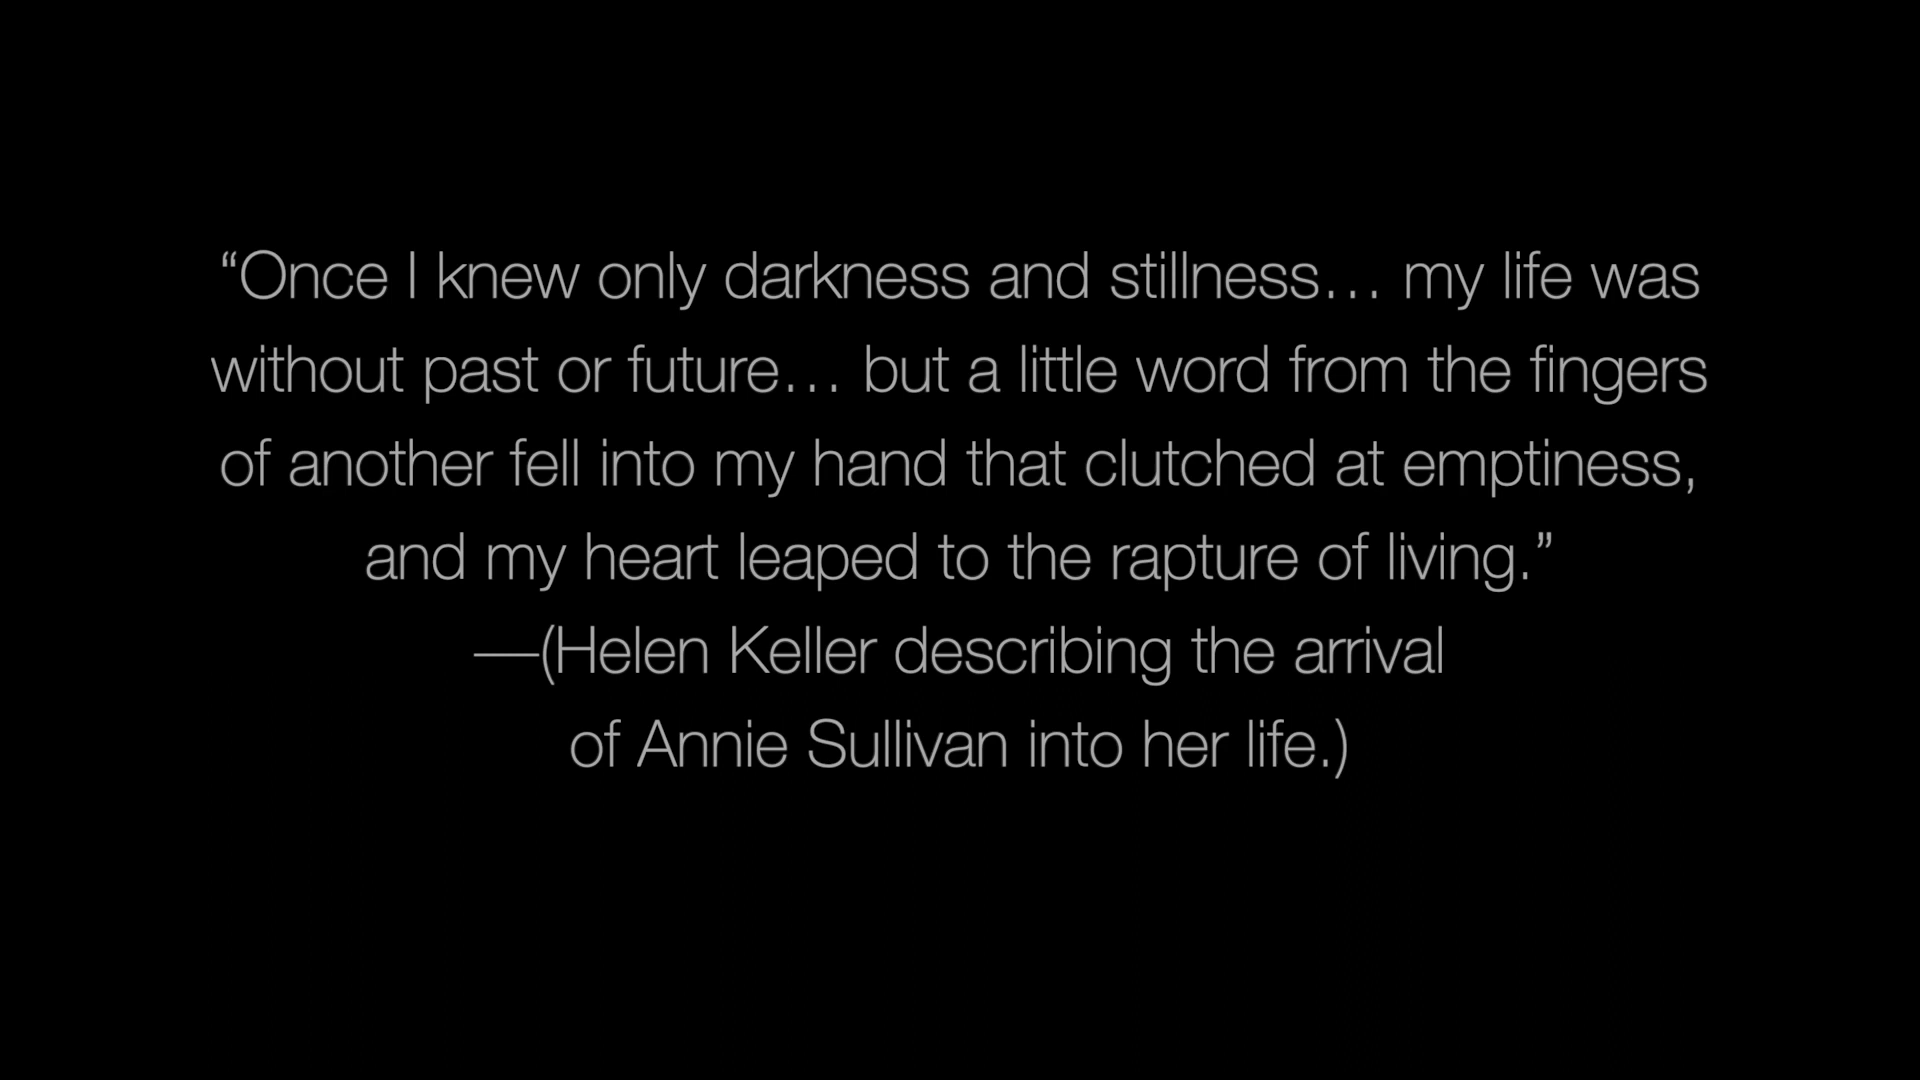 “Once I knew only darkness and stillness… my life was
without past or future… but a little word from the fingers
of another fell into my hand that clutched at emptiness,
and my heart leaped to the rapture of living.”
—(Helen Keller describing the arrival
of Annie Sullivan into her life.)